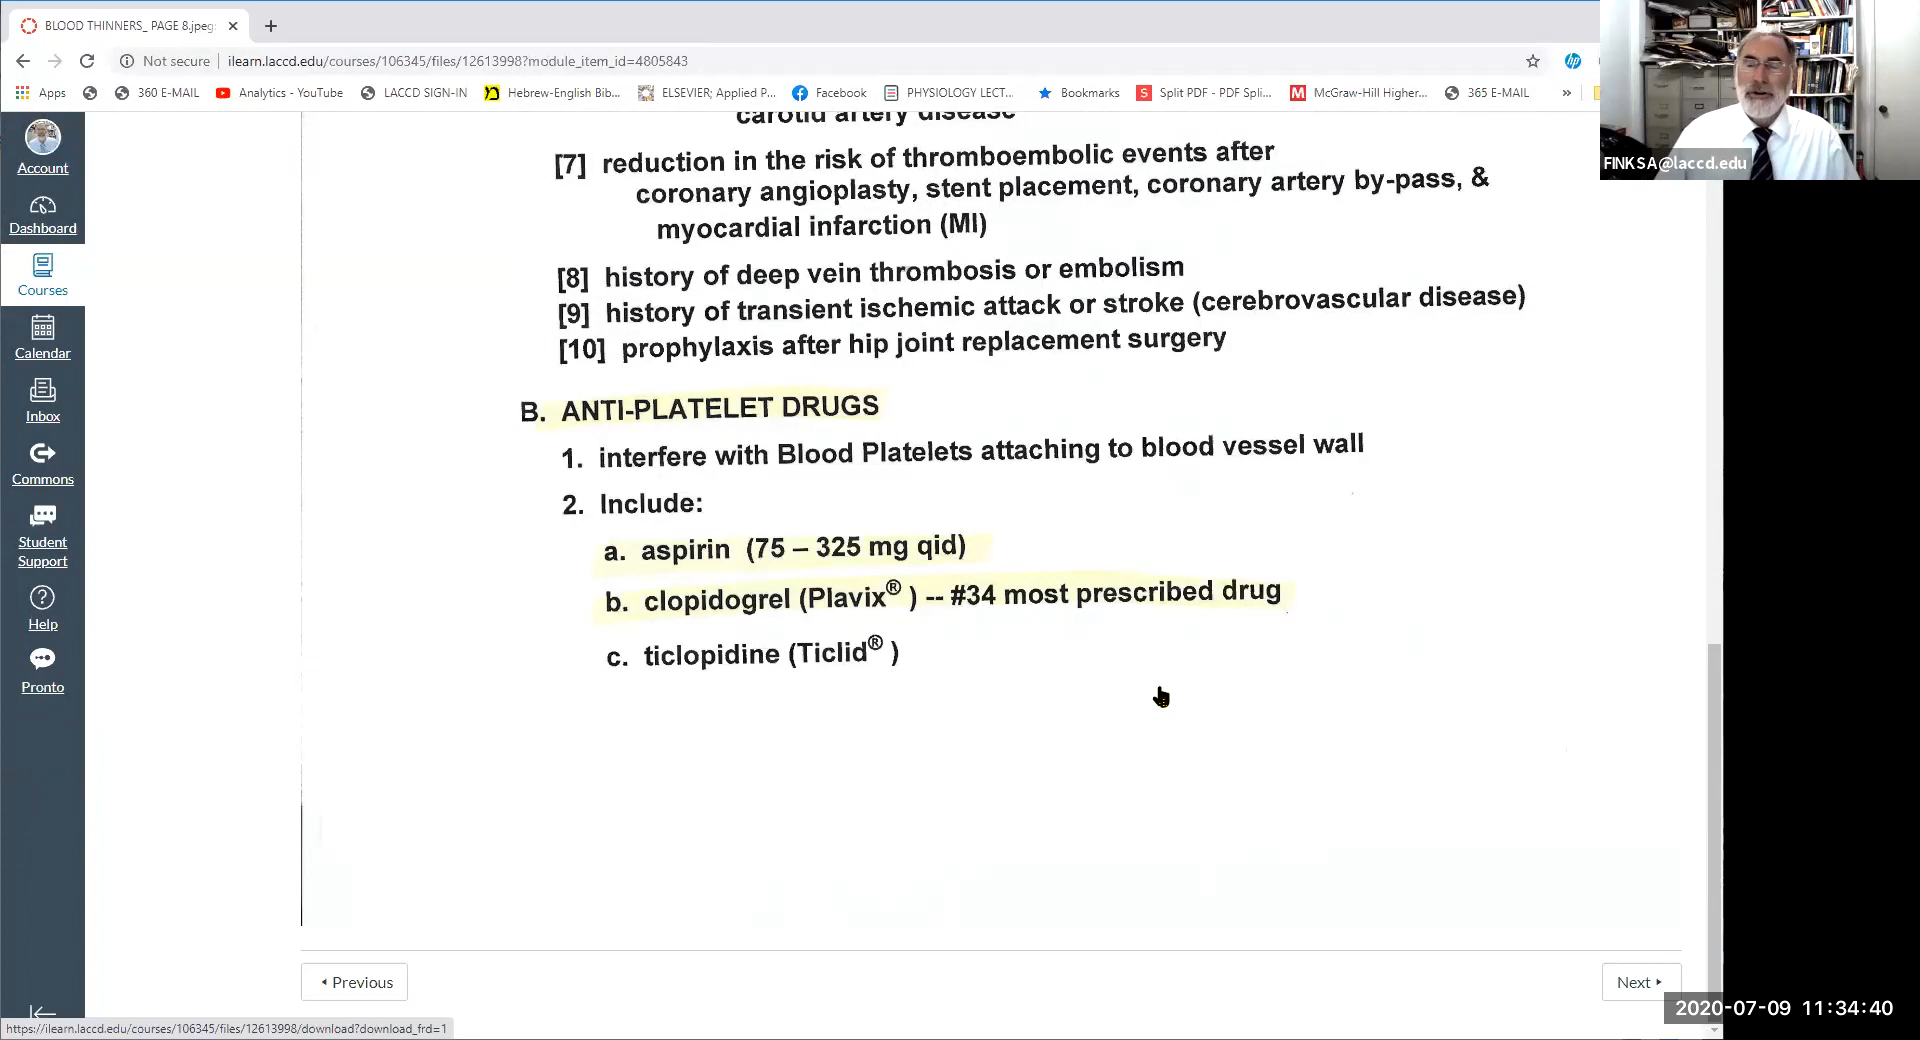 BLOOD THINNERS_ PAGE 8.jpeg:
Not secure
ilearn.laccd.edu/courses/106345/files/12613998?module_item_id=4805843
Apps
360 E-MAIL
Analytics - YouTube
LACCD SIGN-IN
Hebrew-English Bib...
ELSEVIER; Applied P...
Facebook
PHYSIOLOGY LECT...
Bookmarks
Split PDF - PDF Spli...
McGraw-Hill Higher...
365 E-MAIL
FINKSA@laccd.edu
Account
Dashboard
Courses
Calendar
Inbox
Commons
Student
Support
Help
Pronto
carotid artery disease
[7] reduction in the risk of thromboembolic events after
coronary angioplasty, stent placement, coronary artery by-pass, &
myocardial infarction (MI)
[8] history of deep vein thrombosis or embolism
[9] history of transient ischemic attack or stroke (cerebrovascular disease)
[10] prophylaxis after hip joint replacement surgery
B. ANTI-PLATELET DRUGS
1. interfere with Blood Platelets attaching to blood vessel wall
2. Include:
a. aspirin (75 – 325 mg qid)
b. clopidogrel (Plavix® ) -- #34 most prescribed drug
c. ticlopidine (Ticlid® )
Previous
Next
2020-07-09 11:34:40
https://ilearn.laccd.edu/courses/106345/files/12613998/download?download_frd=1